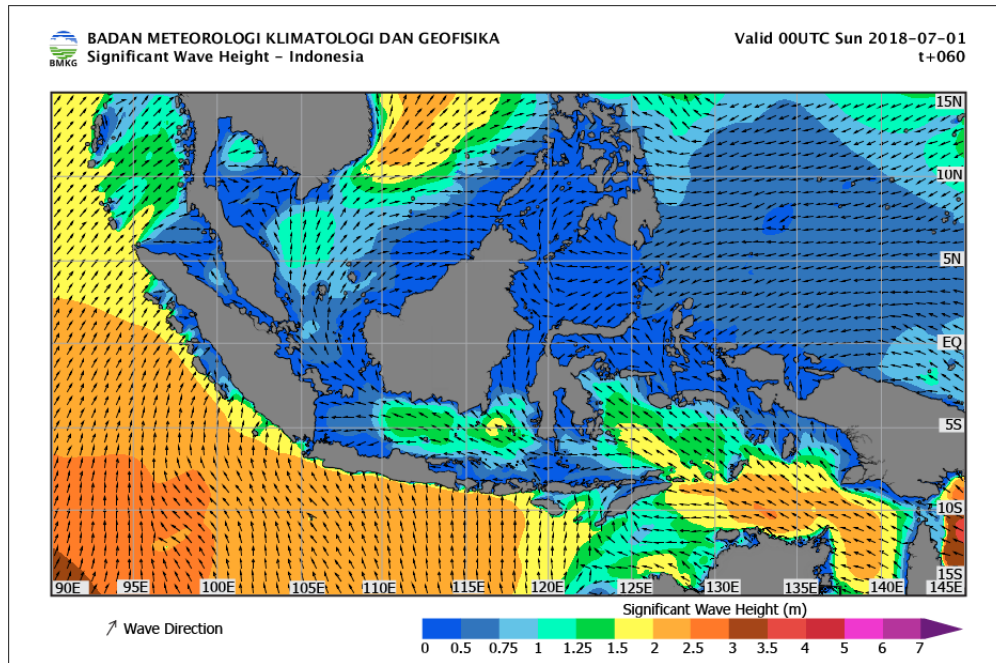 BADAN METEOROLOGI KLIMATOLOGI DAN GEOFISIKA
Significant Wave Height – Indonesia
BMKG
Valid 00UTC Sun 2018-07-01
t+060
15N
10N
5N
EQ
5S
10S
15S
90E 95E 100E 105E 110E 115E 120E 125E 130E 135E 140E 145E
Wave Direction
Significant Wave Height (m)
0 0.5 0.75 1 1.25 1.5 2 2.5 3 3.5 4 5 6 7